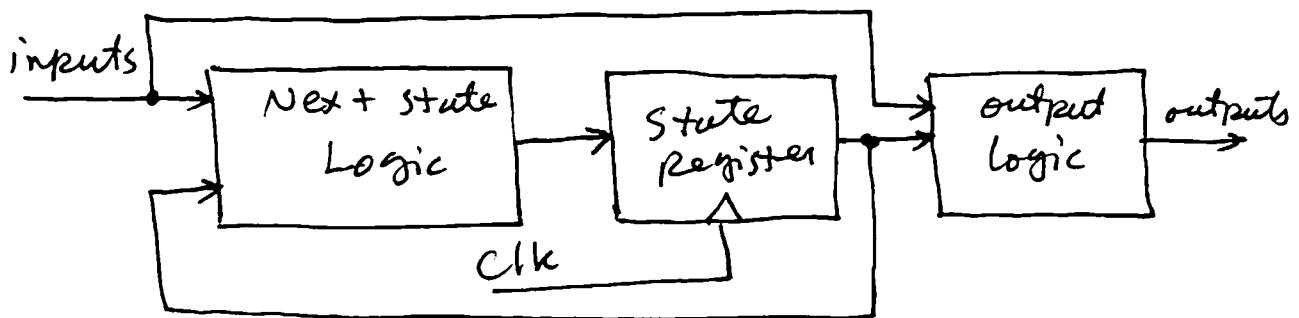 inputs
Next state
Logic
State
Register
output
logic
outputs
Clk